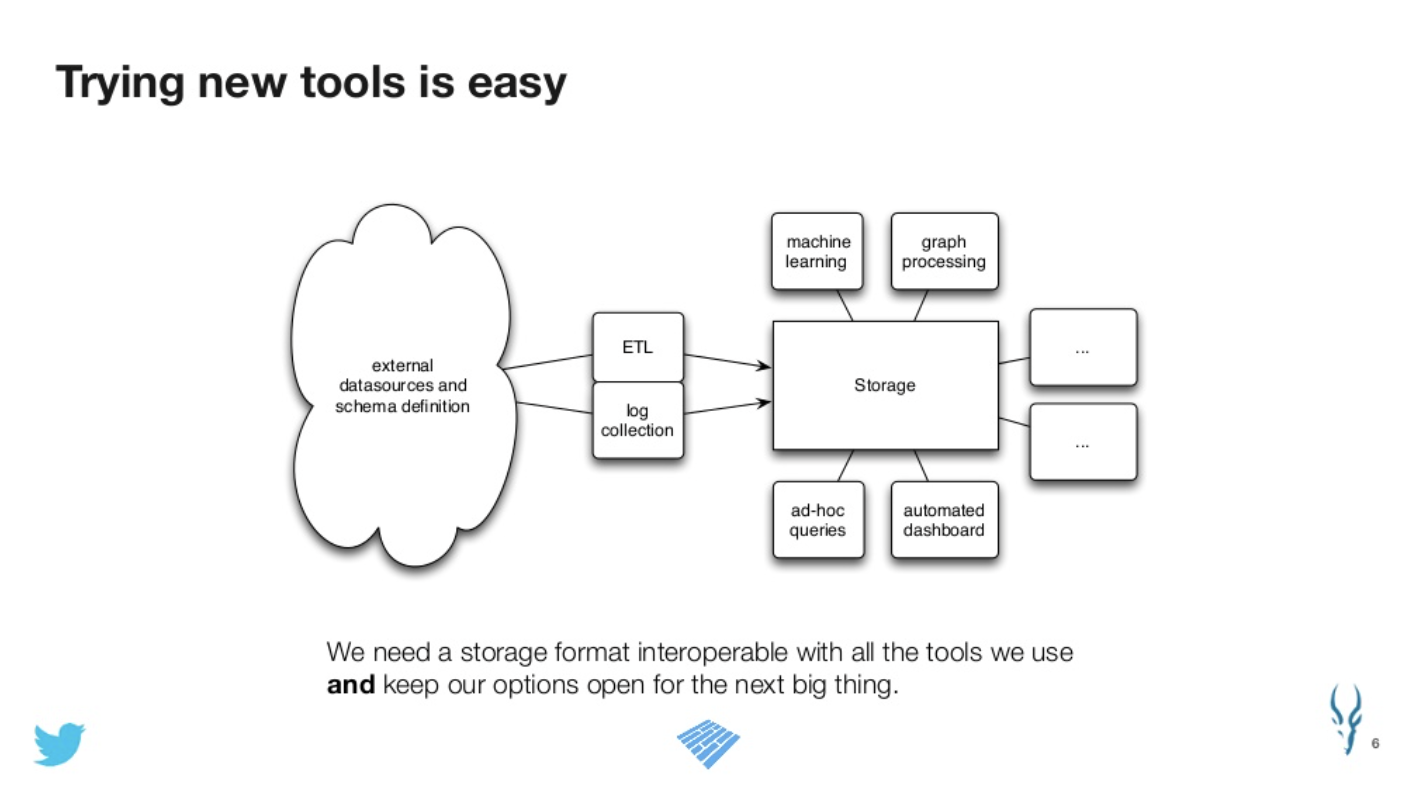 Trying new tools is easy
machine
learning
graph
processing
ETL
...
external
datasources and
schema definition
Storage
log
collection
...
ad-hoc
queries
automated
dashboard
We need a storage format interoperable with all the tools we use
and keep our options open for the next big thing.
6